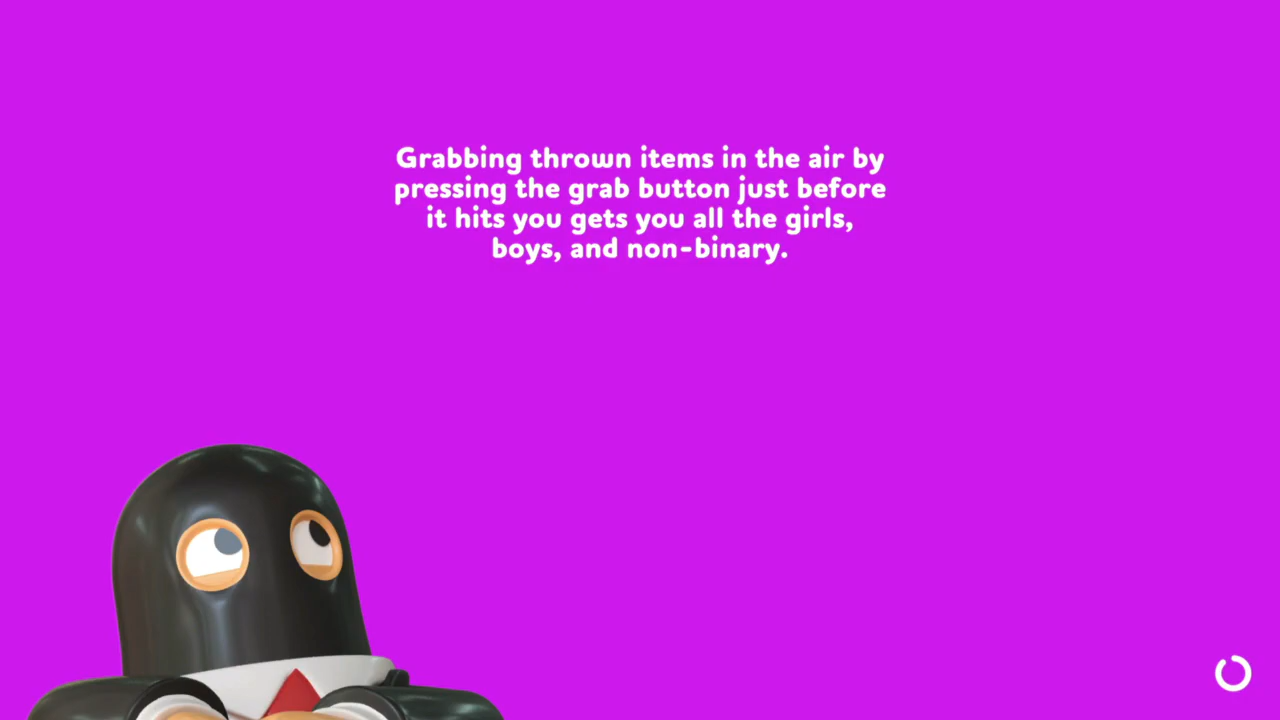 Grabbing thrown items in the air by
pressing the grab button just before
it hits you gets you all the girls,
boys, and non-binary.